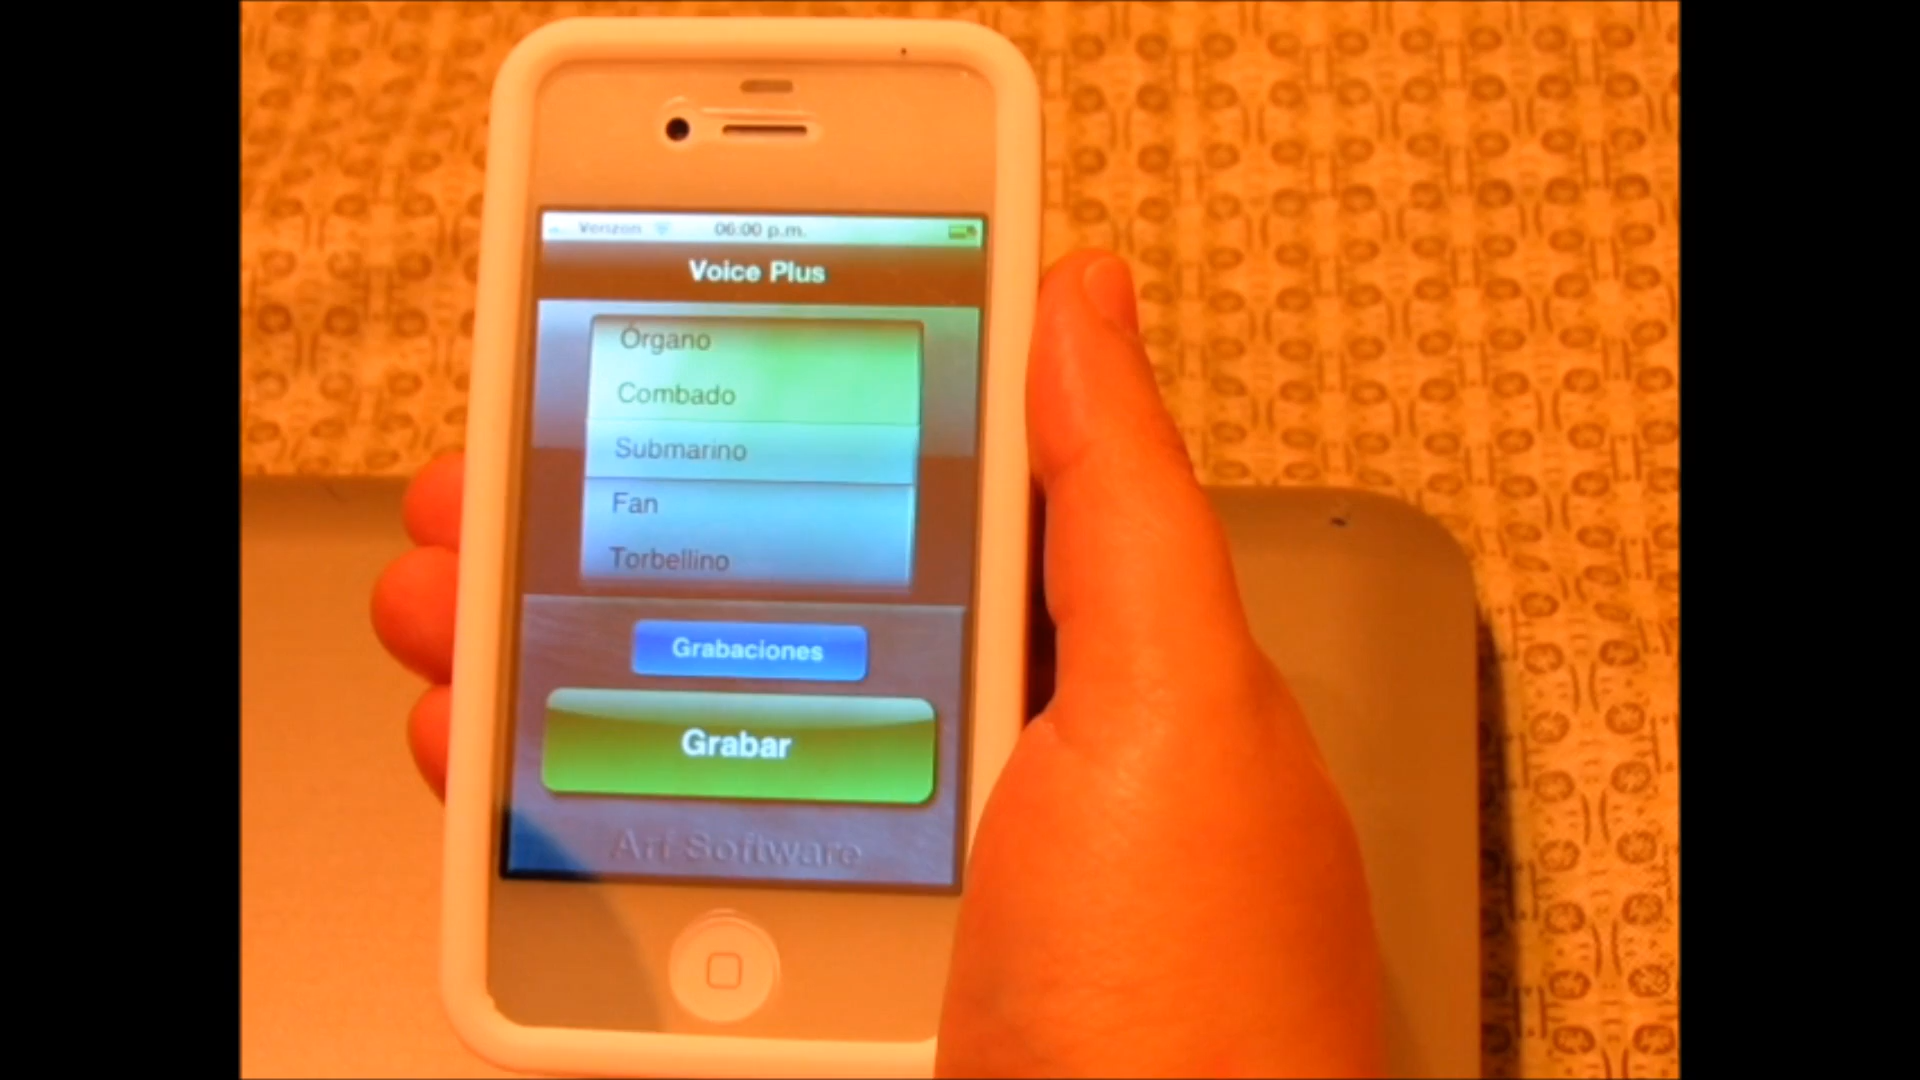 Verizon 06:00 p.m.
Voice Plus
Órgano
Combado
Submarino
Fan
Torbellino
Grabaciones
Grabar
Art Software